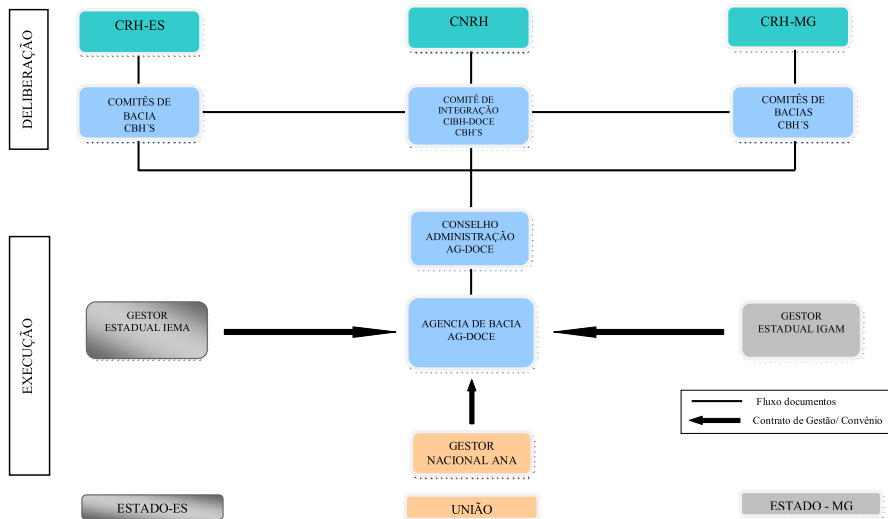 DELIBERAÇÃO
CRH-ES
CNRH
CRH-MG
COMITÊS DE
BACIA
CBH´S
COMITÊ DE
INTEGRAÇÃO
CIBH-DOCE
CBH'S
COMITÊS DE
BACIAS
CBH´S
CONSELHO
ADMINISTRAÇÃO
AG-DOCE
EXECUÇÃO
GESTOR
ESTADUAL IEMA
AGENCIA DE BACIA
AG-DOCE
GESTOR
ESTADUAL IGAM
Fluxo documentos
Contrato de Gestão/ Convênio
GESTOR
NACIONAL ANA
ESTADO-ES
UNIÃO
ESTADO - MG